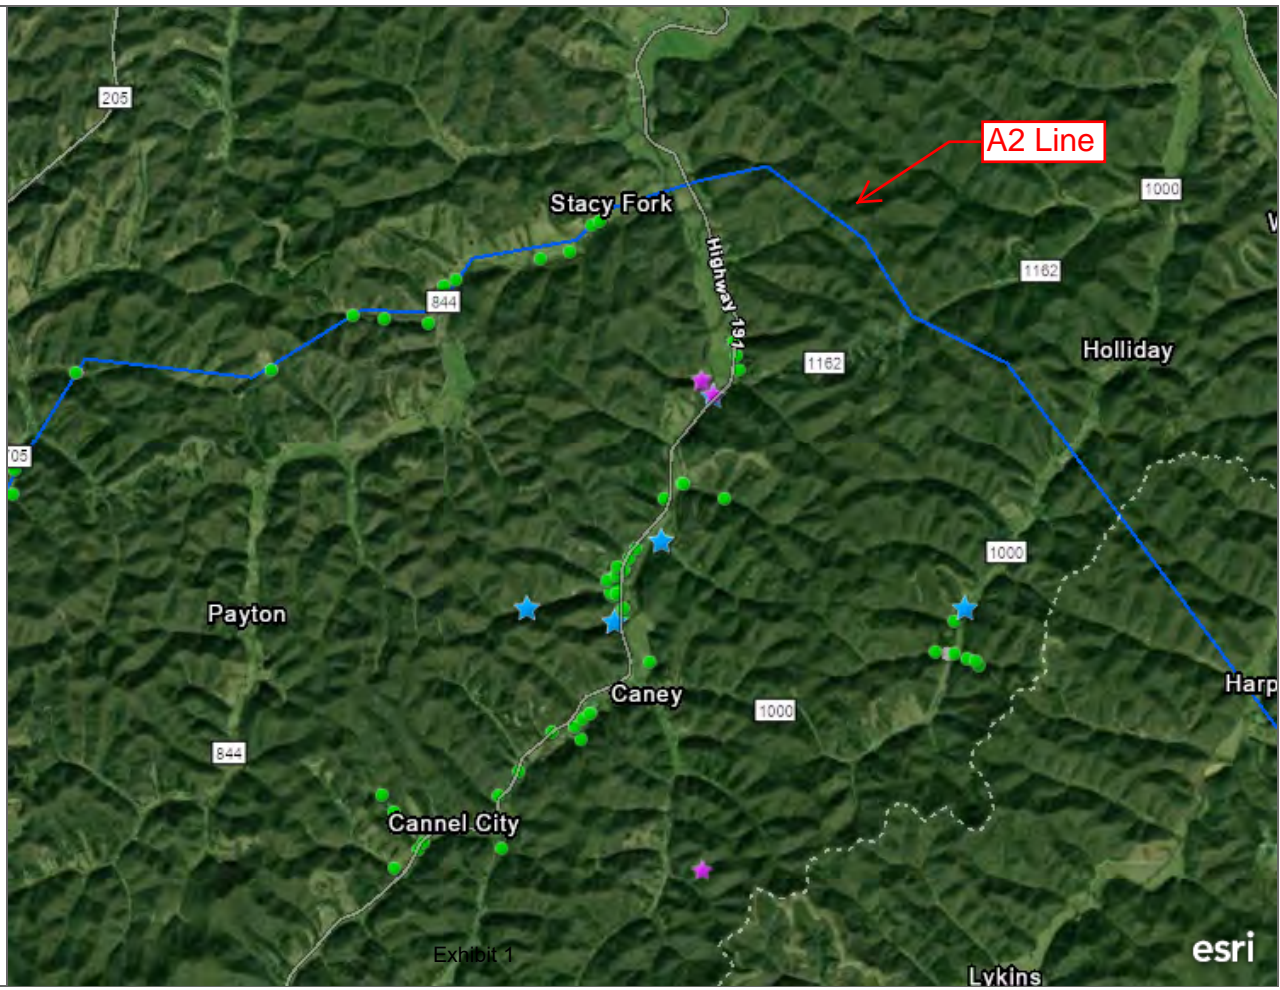 205
A2 Line
1000
Stacy Fork
Highway 191
1162
844
Holliday
1162
705
1000
Payton
Harp
Caney
1000
844
Cannel City
Exhibit 1
esri
Lykins